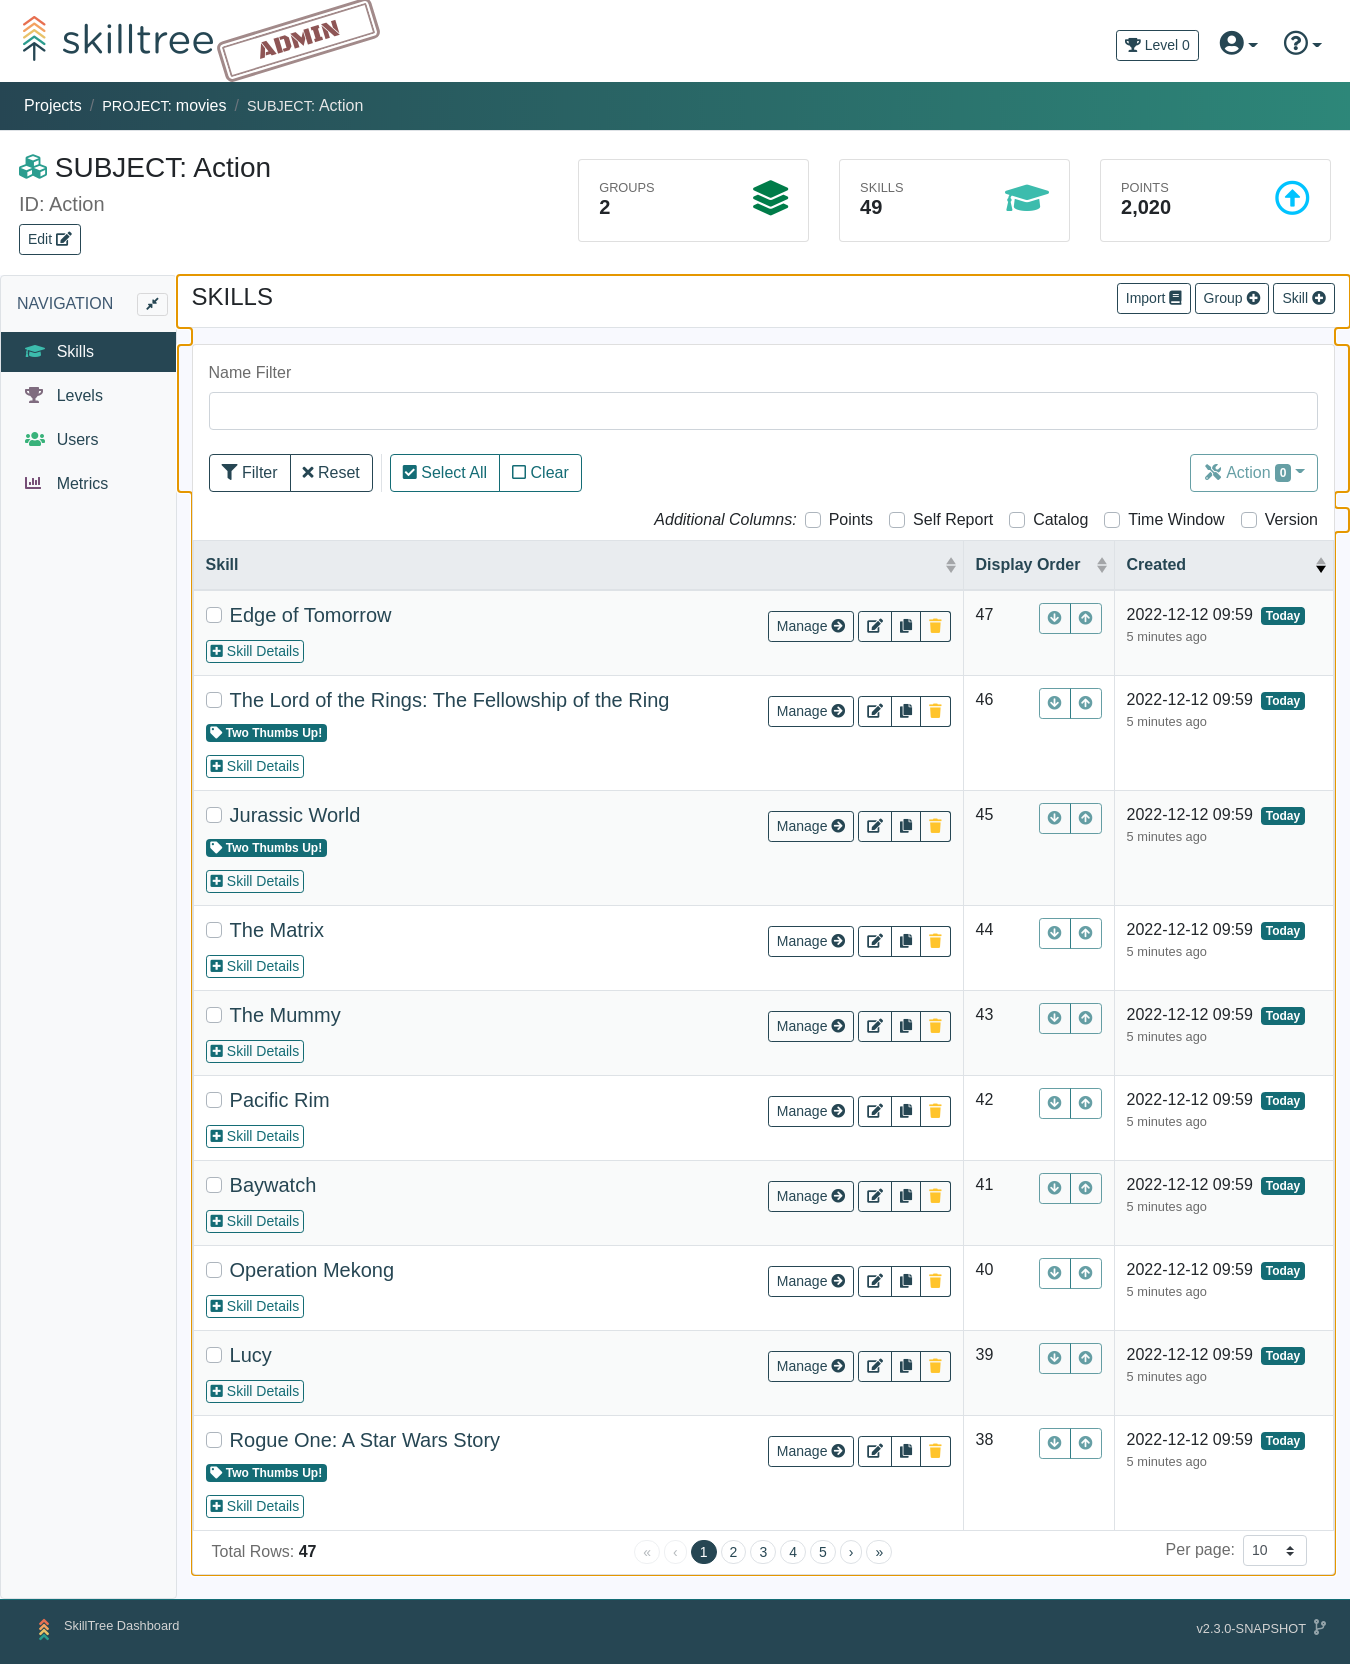 skilltree ADMIN
Level 0
Projects / PROJECT: movies / SUBJECT: Action
SUBJECT: Action
ID: Action
Edit
GROUPS
2
SKILLS
49
POINTS
2,020
NAVIGATION
Skills
Levels
Users
Metrics
SKILLS
Import Group Skill
Name Filter
Filter Reset Select All Clear Action 0
Additional Columns: Points Self Report Catalog Time Window Version
Skill Display Order Created
Edge of Tomorrow Manage 47 2022-12-12 09:59 Today
5 minutes ago
Skill Details
The Lord of the Rings: The Fellowship of the Ring Manage 46 2022-12-12 09:59 Today
5 minutes ago
Two Thumbs Up!
Skill Details
Jurassic World Manage 45 2022-12-12 09:59 Today
5 minutes ago
Two Thumbs Up!
Skill Details
The Matrix Manage 44 2022-12-12 09:59 Today
5 minutes ago
Skill Details
The Mummy Manage 43 2022-12-12 09:59 Today
5 minutes ago
Skill Details
Pacific Rim Manage 42 2022-12-12 09:59 Today
5 minutes ago
Skill Details
Baywatch Manage 41 2022-12-12 09:59 Today
5 minutes ago
Skill Details
Operation Mekong Manage 40 2022-12-12 09:59 Today
5 minutes ago
Skill Details
Lucy Manage 39 2022-12-12 09:59 Today
5 minutes ago
Skill Details
Rogue One: A Star Wars Story Manage 38 2022-12-12 09:59 Today
5 minutes ago
Two Thumbs Up!
Skill Details
Total Rows: 47 « ‹ 1 2 3 4 5 › » Per page: 10
SkillTree Dashboard v2.3.0-SNAPSHOT